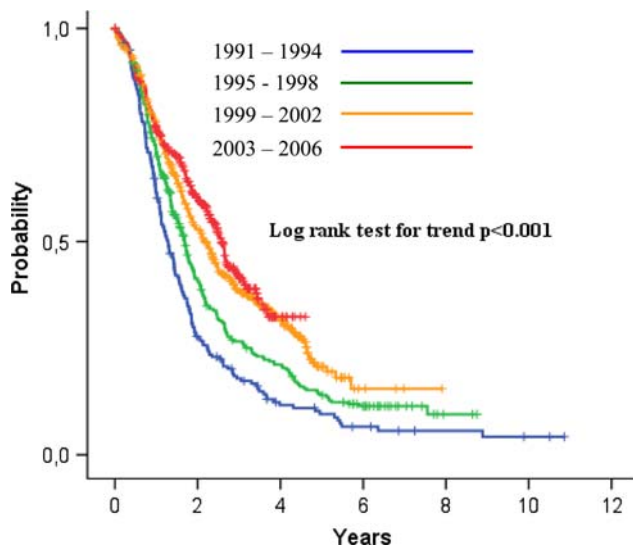 1,0
1991 – 1994
1995 - 1998
1999 – 2002
2003 – 2006
Log rank test for trend p<0.001
0,5
Probability
0,0
0 2 4 6 8 10 12
Years